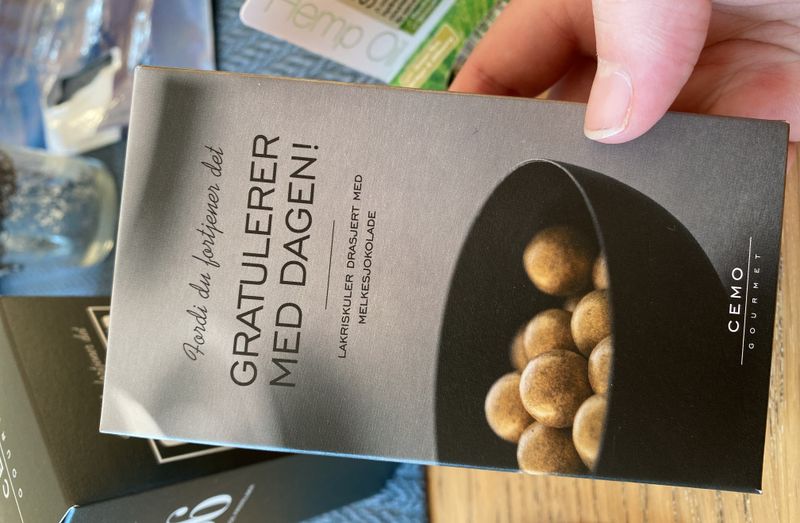 Fordi du fortjener det
GRATULERER
MED DAGEN!
LAKRISKULER DRASJERT MED
MELKESJOKOLADE
CEMO
GOURMET
Hemp Oil